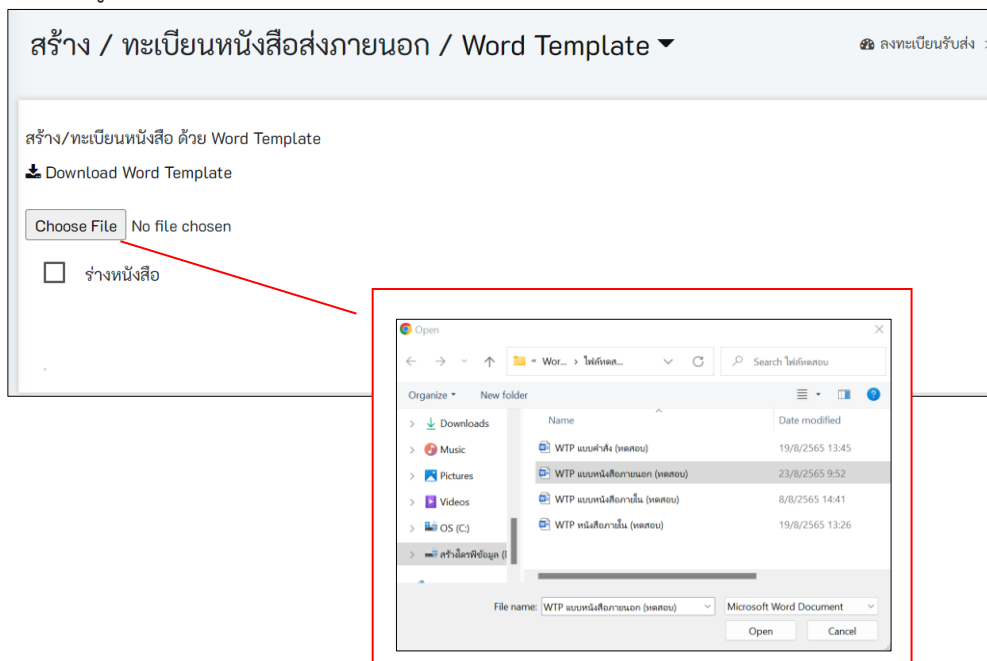 สร้าง / ทะเบียนหนังสือส่งภายนอก / Word Template
ลงทะเบียนรับส่ง
สร้าง/ทะเบียนหนังสือ ด้วย Word Template
Download Word Template
Choose File No file chosen
ร่างหนังสือ
Open
Wor... › ไฟล์ทดส...
Search ไฟล์ทดสอบ
Organize New folder
Name Date modified
Downloads
Music
Pictures
Videos
OS (C:)
WTP แบบคำสั่ง (ทดสอบ) 19/8/2565 13:45
WTP แบบหนังสือภายนอก (ทดสอบ) 23/8/2565 9:52
WTP แบบหนังสือภายใน (ทดสอบ) 8/8/2565 14:41
WTP หนังสือภายใน (ทดสอบ) 19/8/2565 13:26
File name: WTP แบบหนังสือภายนอก (ทดสอบ) Microsoft Word Document
Open Cancel